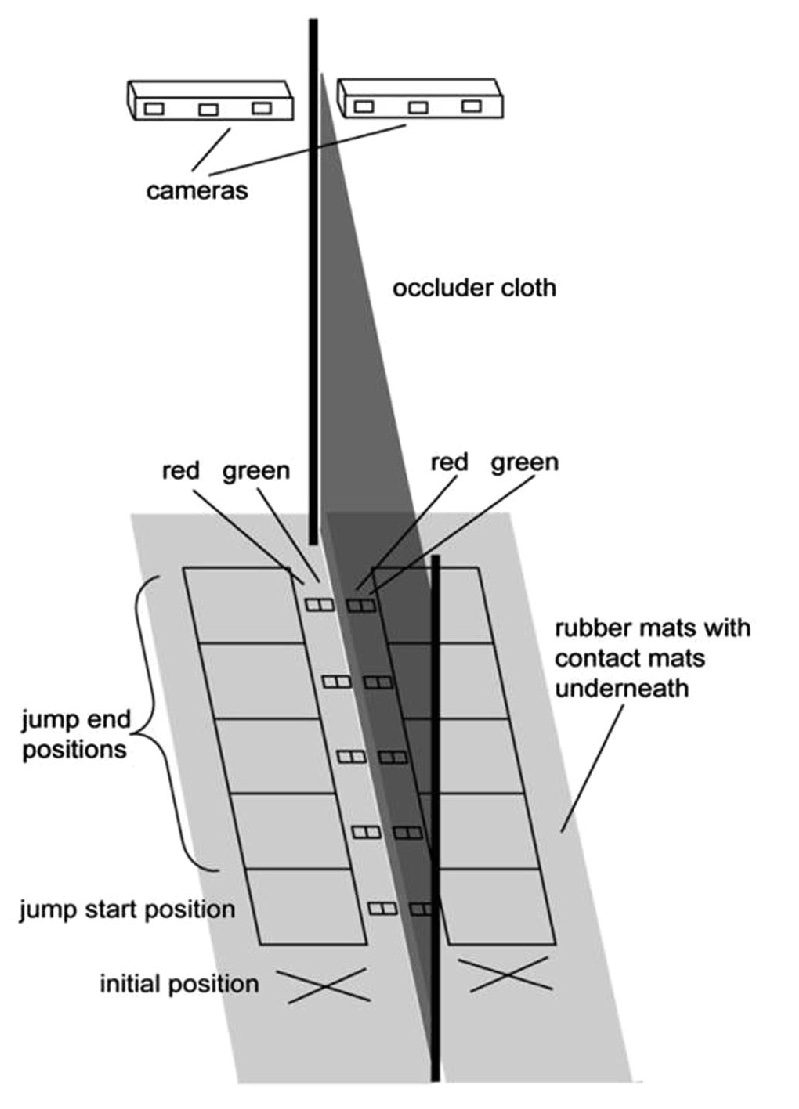 cameras
occluder cloth
red green
red green
rubber mats with
contact mats
underneath
jump end
positions
jump start position
initial position